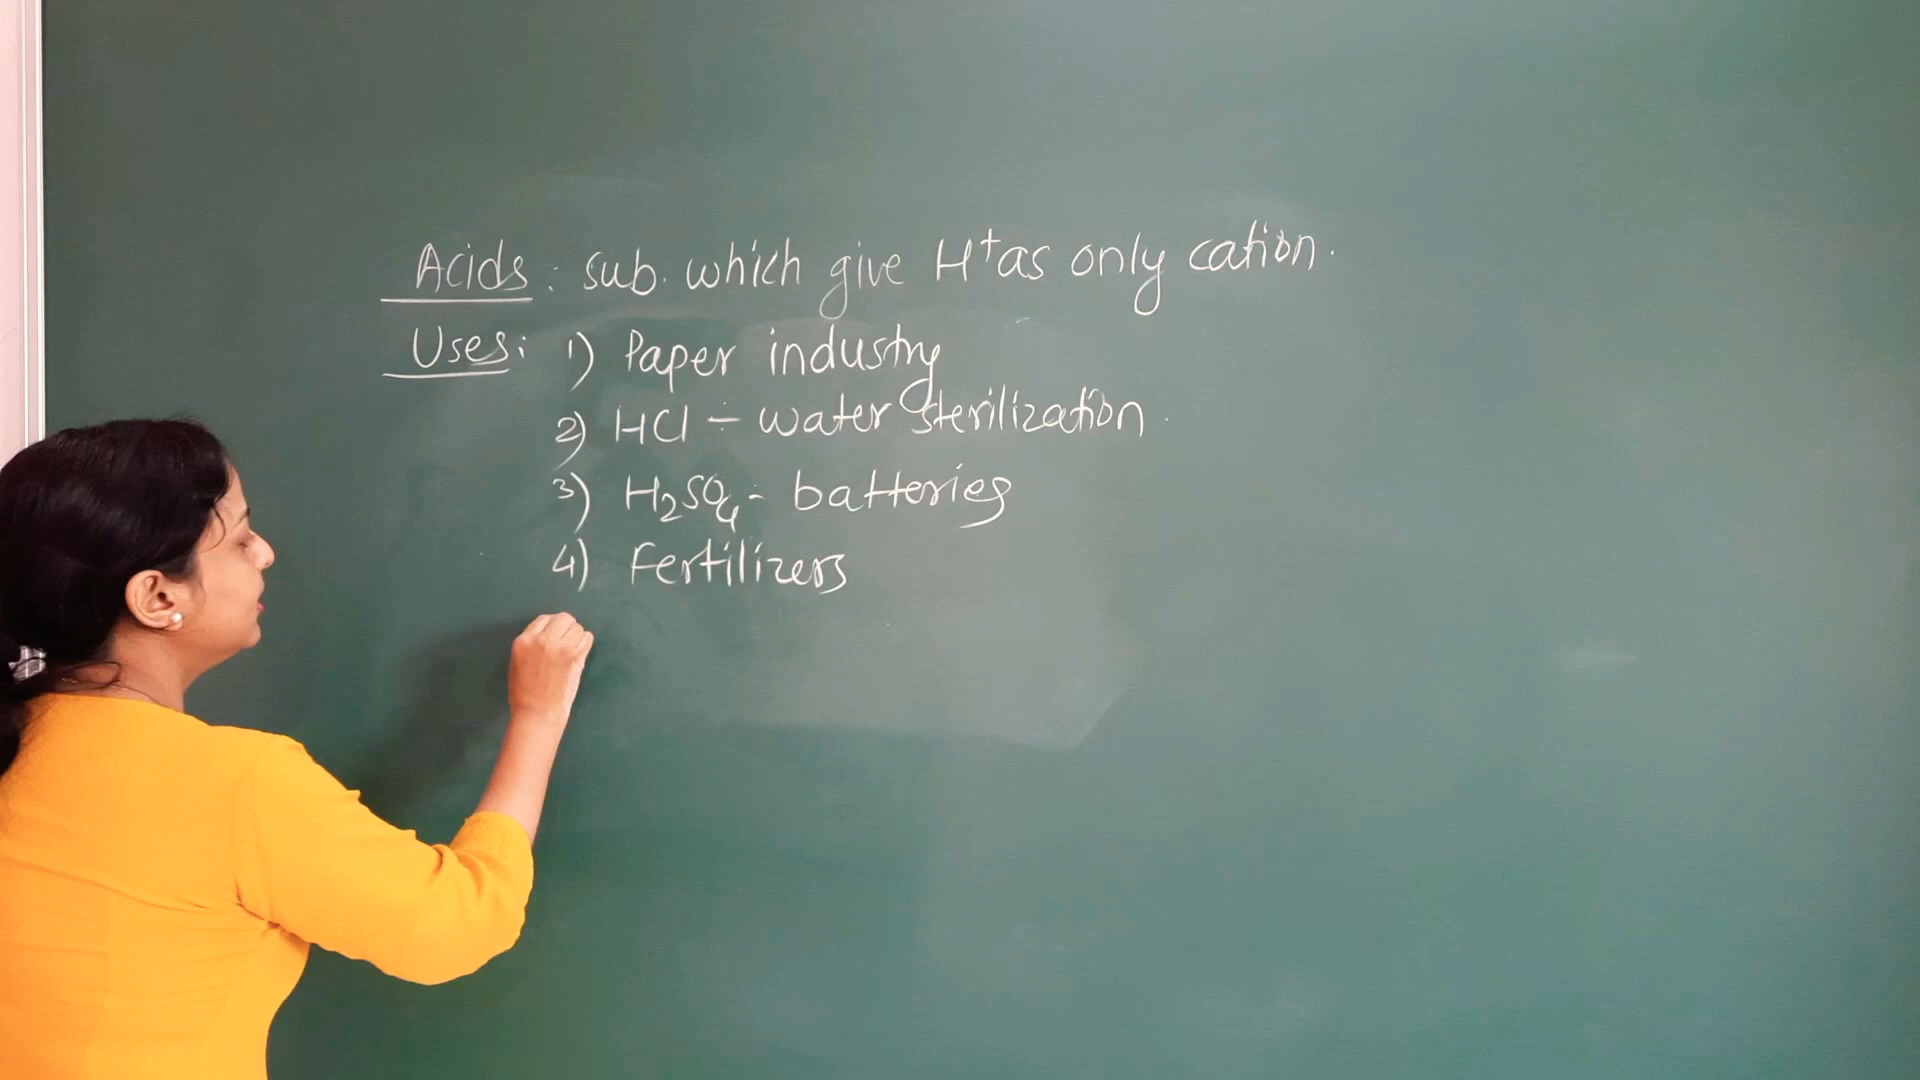 Acids : sub. which give H⁺ as only cation.
Uses: 1) Paper industry
2) HCl - water sterilization.
3) H₂SO₄ - batteries
4) Fertilizers